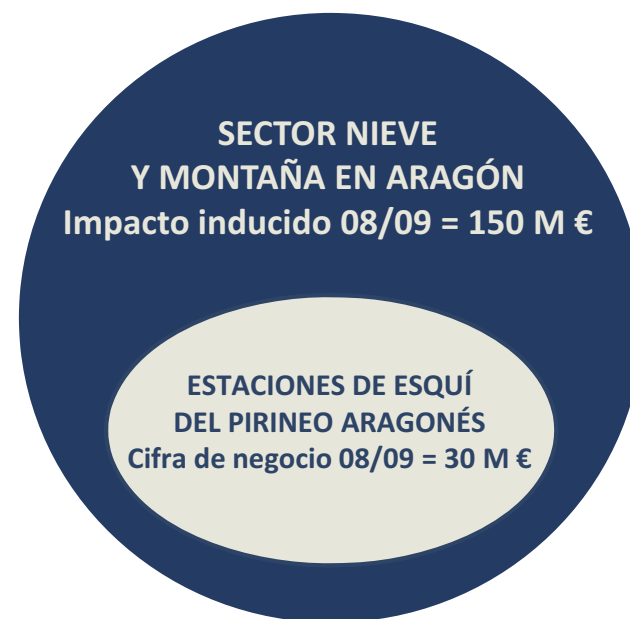 SECTOR NIEVE
Y MONTAÑA EN ARAGÓN
Impacto inducido 08/09 = 150 M €
ESTACIONES DE ESQUÍ
DEL PIRINEO ARAGONÉS
Cifra de negocio 08/09 = 30 M €